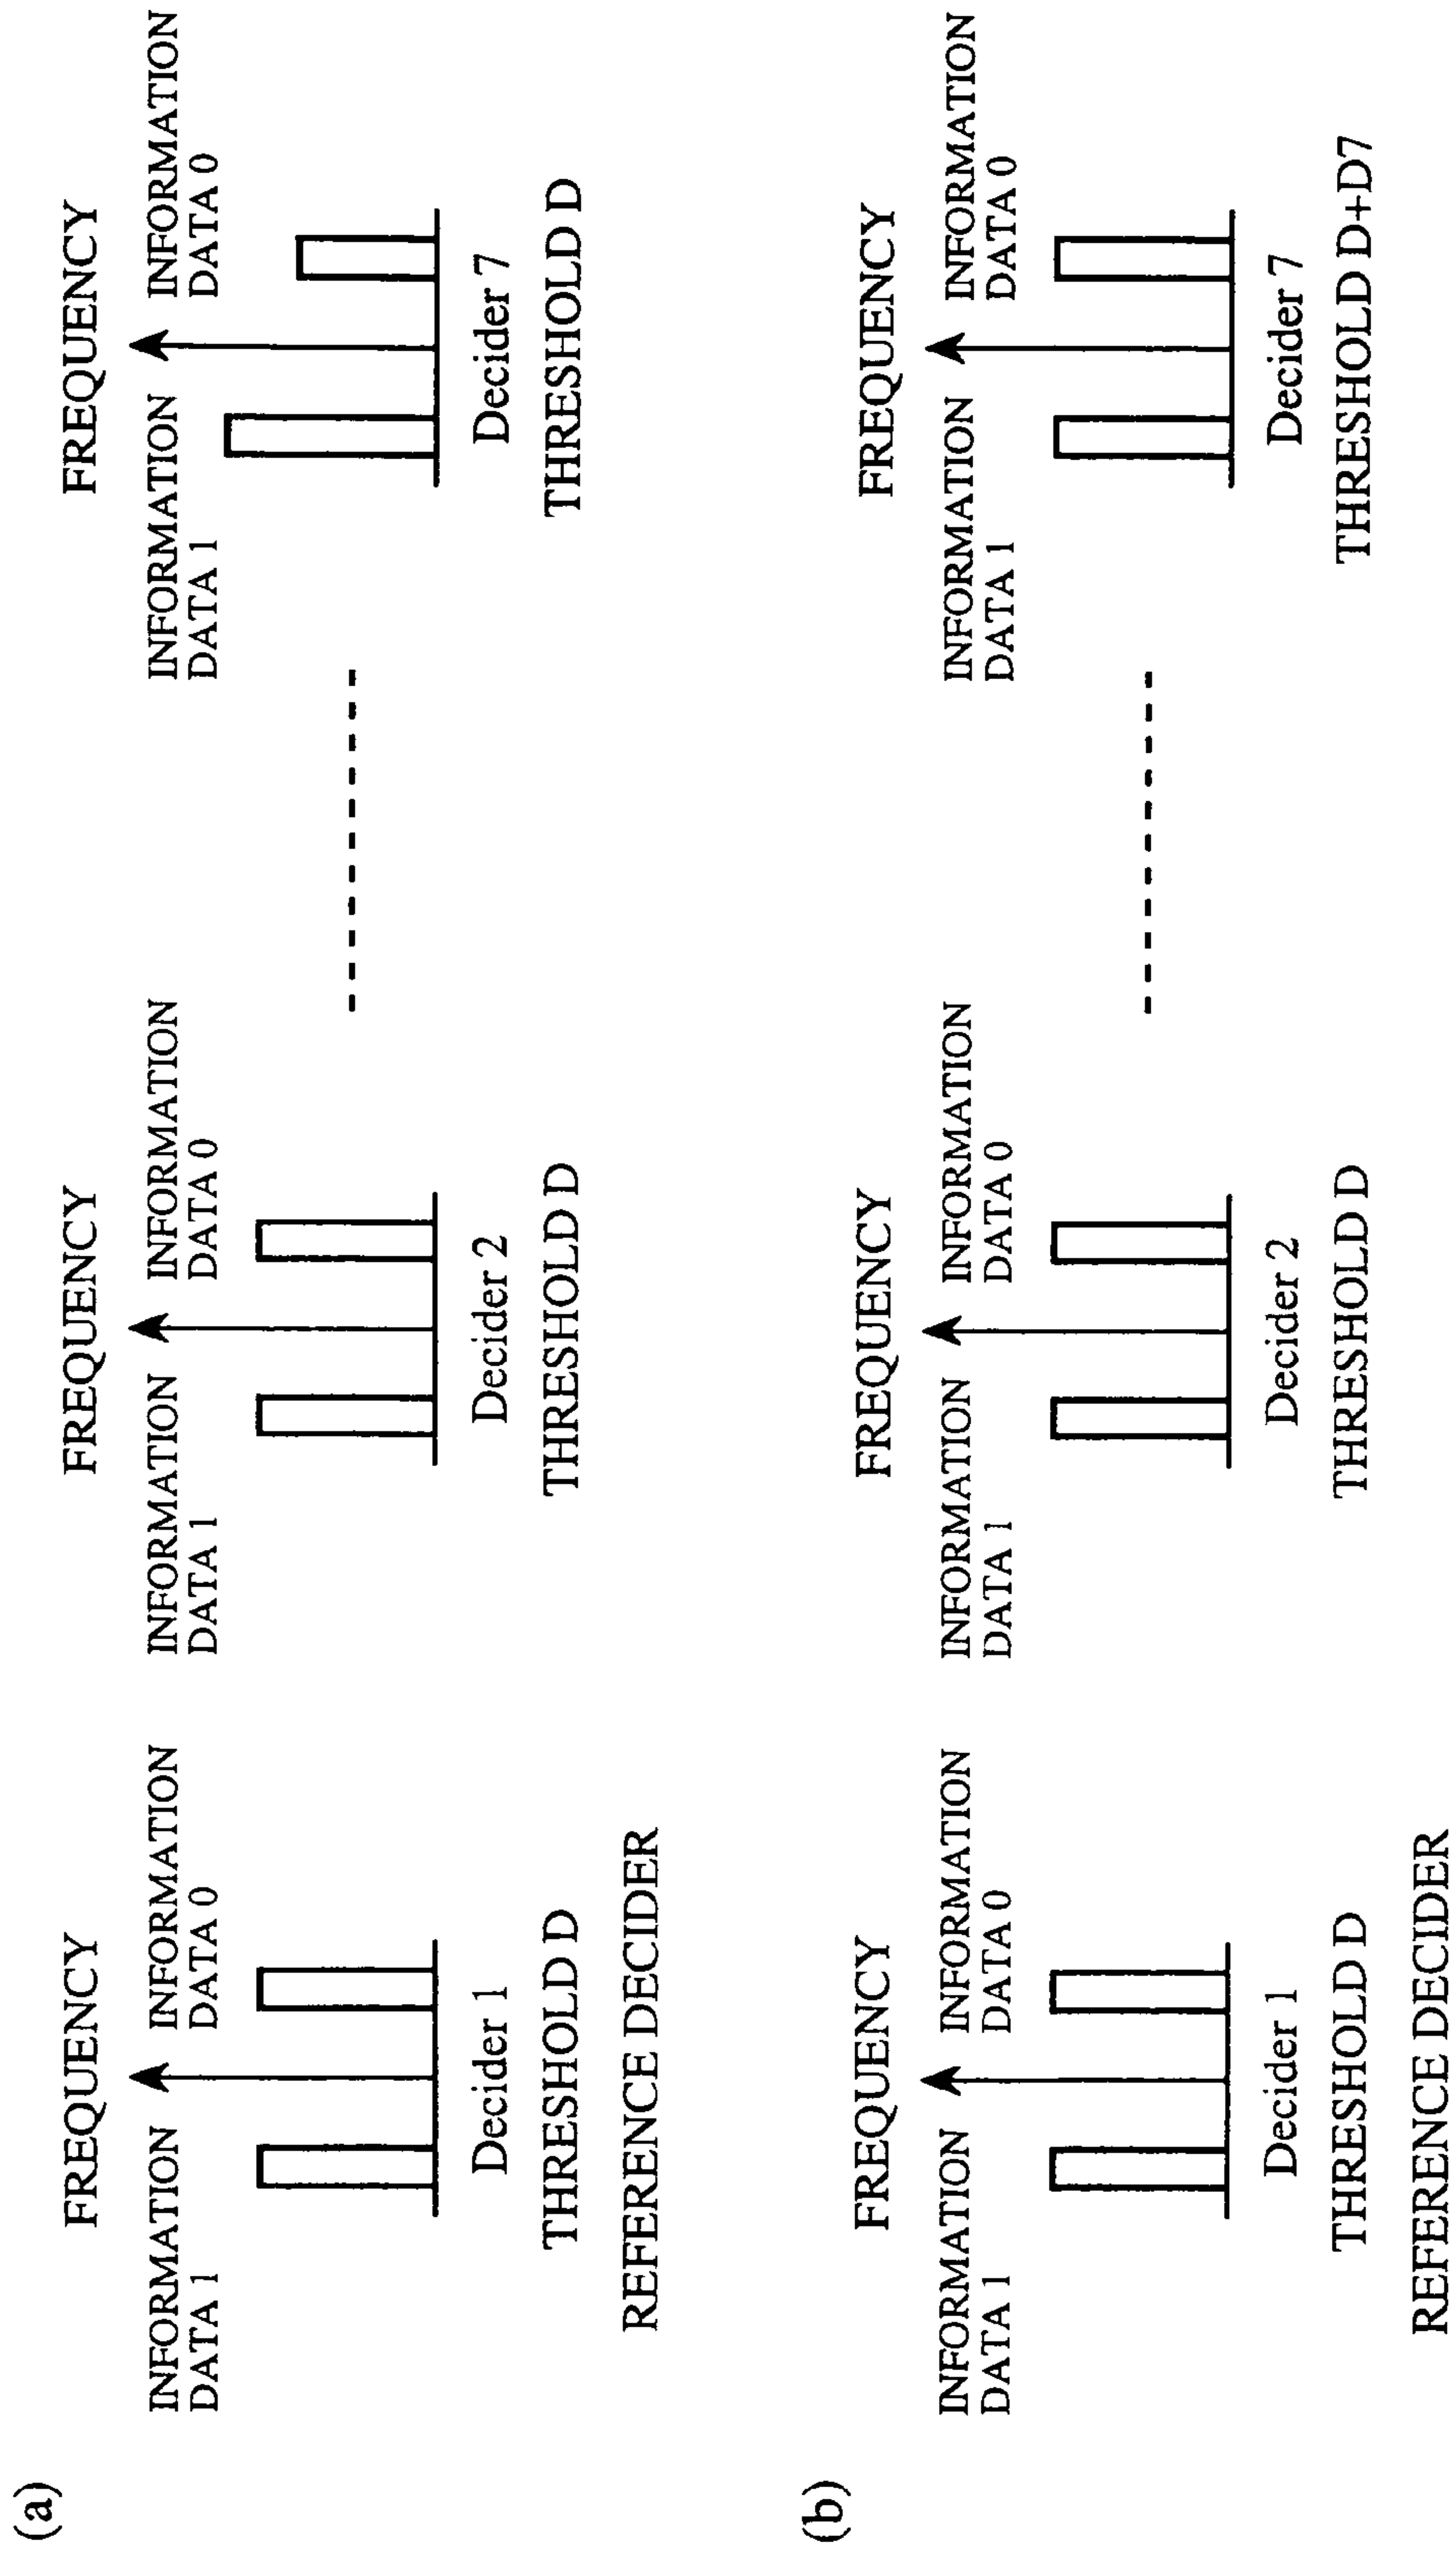 (a)
FREQUENCY
INFORMATION
DATA 1
INFORMATION
DATA 0
Decider 1
THRESHOLD D
REFERENCE DECIDER
FREQUENCY
INFORMATION
DATA 1
INFORMATION
DATA 0
Decider 2
THRESHOLD D
FREQUENCY
INFORMATION
DATA 1
INFORMATION
DATA 0
Decider 7
THRESHOLD D
(b)
FREQUENCY
INFORMATION
DATA 1
INFORMATION
DATA 0
Decider 1
THRESHOLD D
REFERENCE DECIDER
FREQUENCY
INFORMATION
DATA 1
INFORMATION
DATA 0
Decider 2
THRESHOLD D
FREQUENCY
INFORMATION
DATA 1
INFORMATION
DATA 0
Decider 7
THRESHOLD D+D7